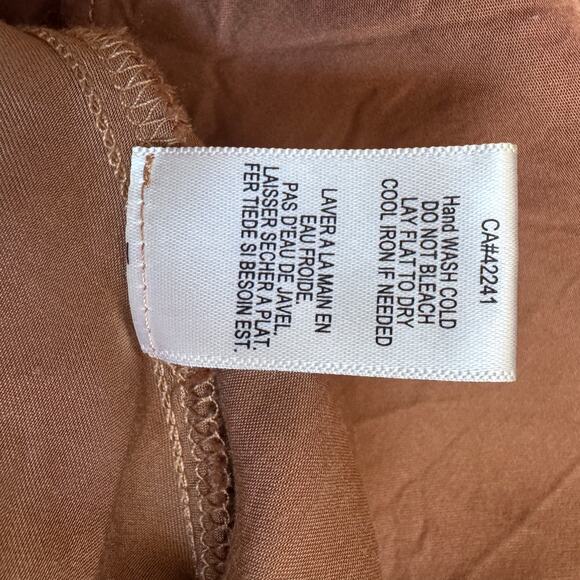 CA#42241
Hand WASH COLD
DO NOT BLEACH
LAY FLAT TO DRY
COOL IRON IF NEEDED
LAVER A LA MAIN EN
EAU FROIDE.
PAS D'EAU DE JAVEL.
LAISSER SECHER A PLAT.
FER TIEDE SI BESOIN EST.